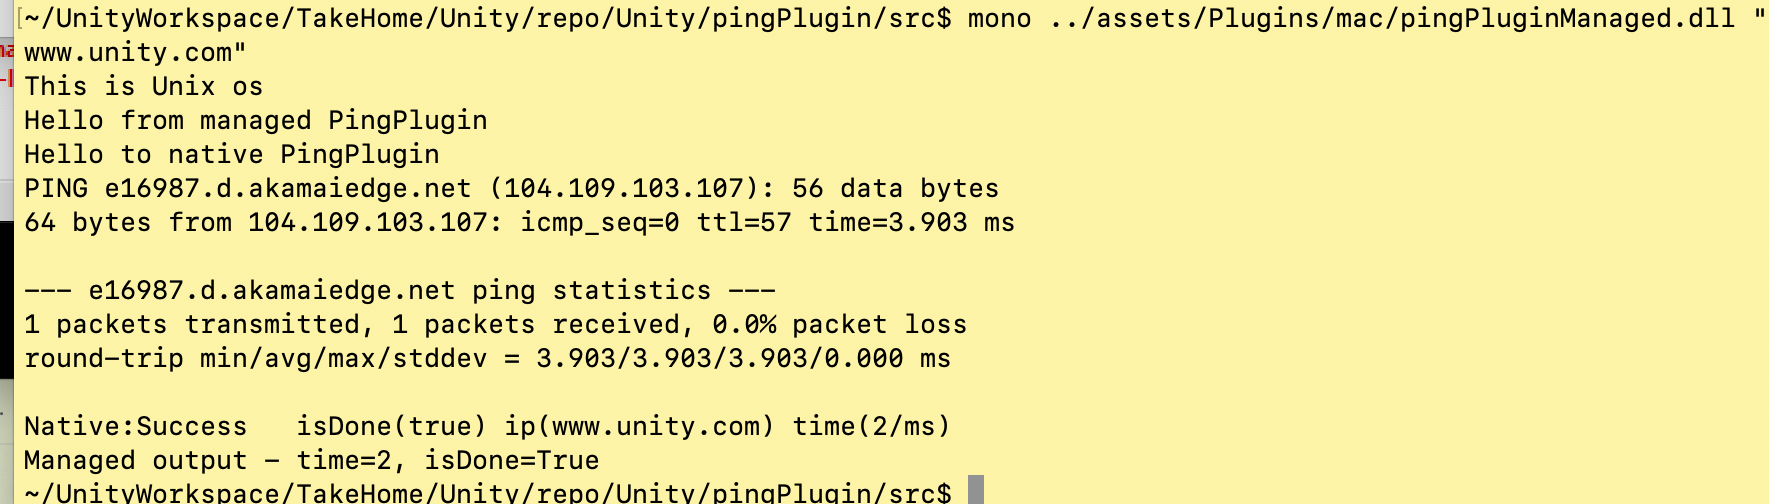 [~/UnityWorkspace/TakeHome/Unity/repo/Unity/pingPlugin/src$ mono ../assets/Plugins/mac/pingPluginManaged.dll "
www.unity.com"
This is Unix os
Hello from managed PingPlugin
Hello to native PingPlugin
PING e16987.d.akamaiedge.net (104.109.103.107): 56 data bytes
64 bytes from 104.109.103.107: icmp_seq=0 ttl=57 time=3.903 ms
--- e16987.d.akamaiedge.net ping statistics ---
1 packets transmitted, 1 packets received, 0.0% packet loss
round-trip min/avg/max/stddev = 3.903/3.903/3.903/0.000 ms
Native:Success   isDone(true) ip(www.unity.com) time(2/ms)
Managed output - time=2, isDone=True
~/UnityWorkspace/TakeHome/Unity/repo/Unity/pingPlugin/src$